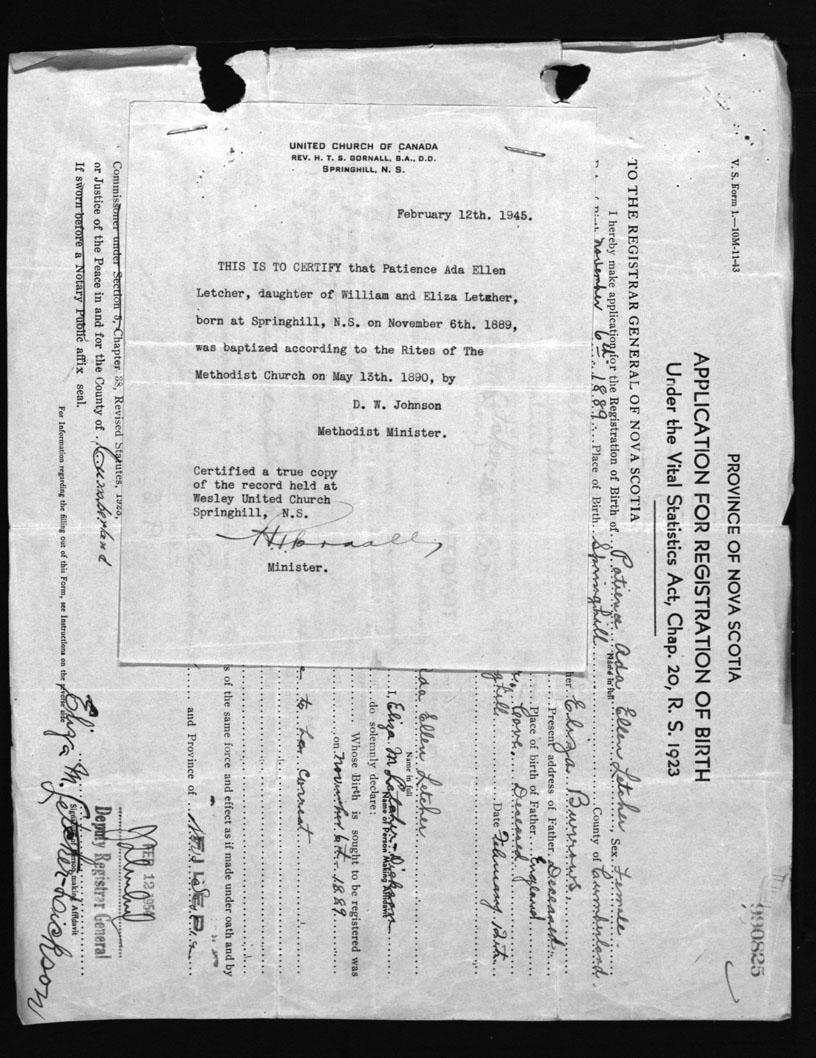 UNITED CHURCH OF CANADA
REV. H. T. S. GORNALL, B.A., D.D.
SPRINGHILL, N. S.
February 12th. 1945.
THIS IS TO CERTIFY that Patience Ada Ellen
Letcher, daughter of William and Eliza Letcher,
born at Springhill, N.S. on November 6th. 1889,
was baptized according to the Rites of The
Methodist Church on May 13th. 1890, by
D. W. Johnson
Methodist Minister.
Certified a true copy
of the record held at
Wesley United Church
Springhill, N.S.
Minister.
V. S. Form 1.—10M-11-43
990825
PROVINCE OF NOVA SCOTIA
APPLICATION FOR REGISTRATION OF BIRTH
Under the Vital Statistics Act, Chap. 20, R. S. 1923
TO THE REGISTRAR GENERAL OF NOVA SCOTIA
I hereby make application for the Registration of Birth of Patience Ada Ellen Letcher, Sex Female
Name in full
November 6th 1889 Place of Birth Springhill County of Cumberland
her Eliza Burrows.
Present address of Father Deceased
Place of birth of Father England
Cove. Deceased
Date February
Ellen Letcher
Name in full
I, Eliza M Letcher-Dickson
Name of Person Making Affidavit
do solemnly declare:
Whose Birth is sought to be registered was
on November 6th 1889
to her correct
s of the same force and effect as if made under oath and by
and Province of
Commissioner under Section 5, Chapter 38, Revised Statutes, 1923,
or Justice of the Peace in and for the County of Cumberland
If sworn before a Notary Public affix seal.
For Information regarding the filling out of this Form, see Instructions on the
Eliza M. Letcher-Dickson
Signature of Person making Affidavit
FEB 12 195
Deputy Registrar General